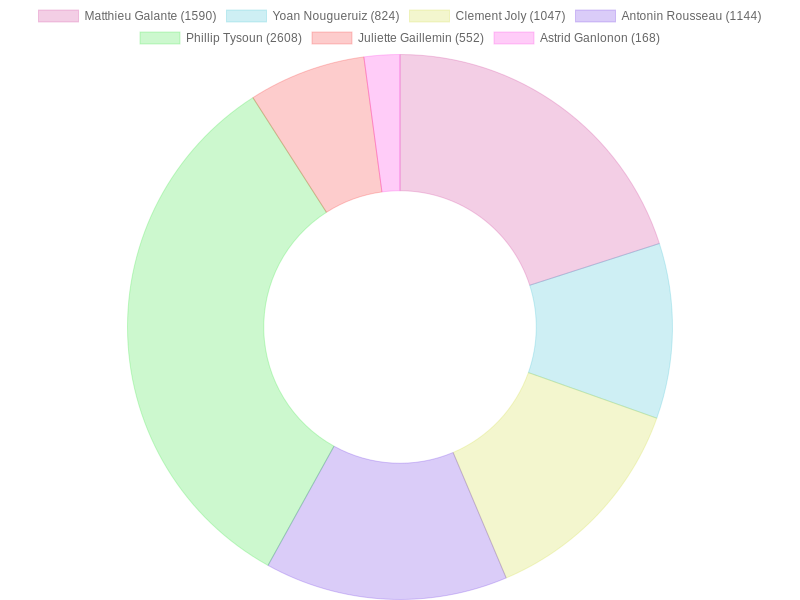 Matthieu Galante (1590) Yoan Nougueruiz (824) Clement Joly (1047) Antonin Rousseau (1144)
Phillip Tysoun (2608) Juliette Gaillemin (552) Astrid Ganlonon (168)